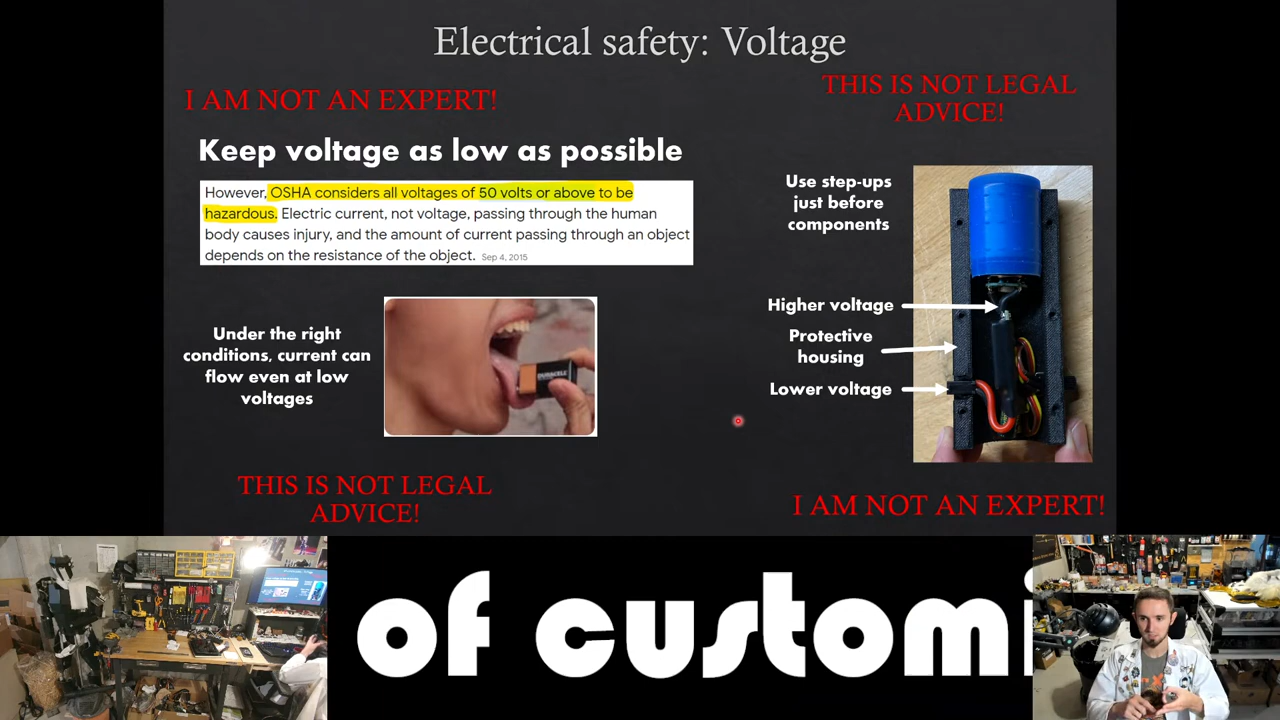 Electrical safety: Voltage
I AM NOT AN EXPERT!
THIS IS NOT LEGAL
ADVICE!
Keep voltage as low as possible
However, OSHA considers all voltages of 50 volts or above to be
hazardous. Electric current, not voltage, passing through the human
body causes injury, and the amount of current passing through an object
depends on the resistance of the object. Sep 4, 2015
Use step-ups
just before
components
Under the right
conditions, current can
flow even at low
voltages
DURACELL
Higher voltage
Protective
housing
Lower voltage
THIS IS NOT LEGAL
ADVICE!
I AM NOT AN EXPERT!
of customi